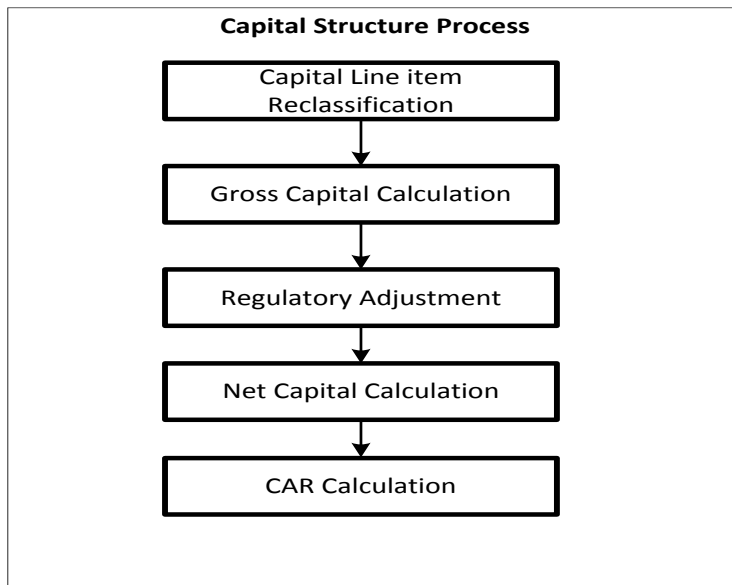 Capital Structure Process
Capital Line item
Reclassification
Gross Capital Calculation
Regulatory Adjustment
Net Capital Calculation
CAR Calculation